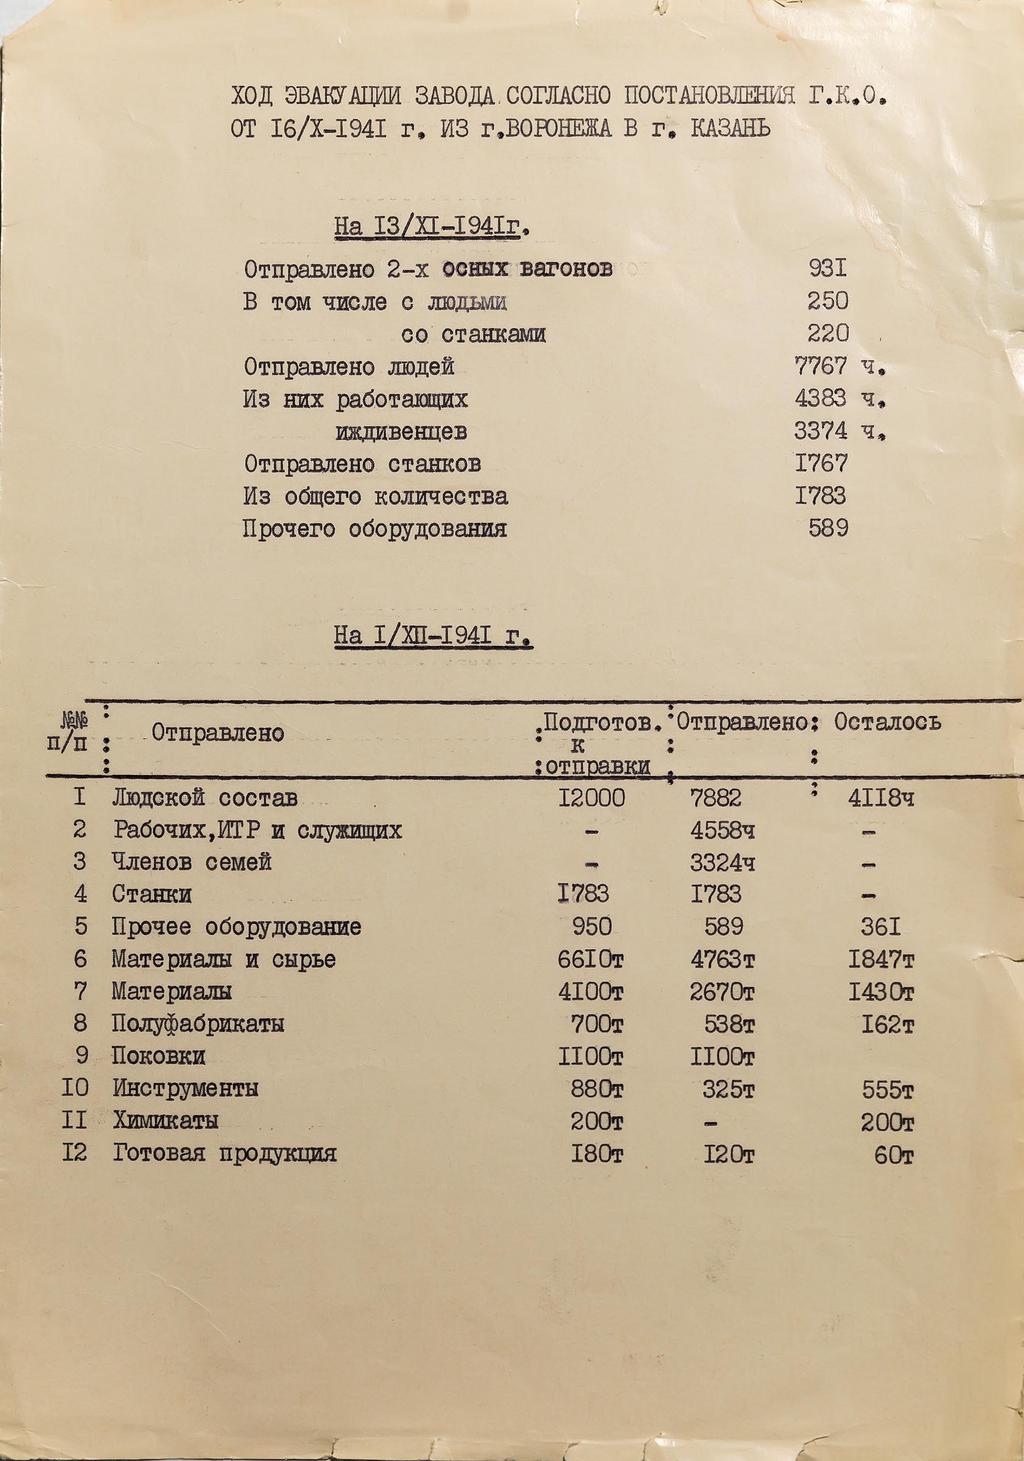 ХОД ЭВАКУАЦИИ ЗАВОДА СОГЛАСНО ПОСТАНОВЛЕНИЯ Г.К.О.
ОТ I6/X-I94I г. ИЗ г.ВОРОНЕЖА В г. КАЗАНЬ
На I3/XI-I94Iг.
Отправлено 2-х осных вагонов 93I
В том числе с людьми 250
со станками 220
Отправлено людей 7767 ч.
Из них работающих 4383 ч.
иждивенцев 3374 ч.
Отправлено станков I767
Из общего количества I783
Прочего оборудования 589
На I/XII-I94I г.
№№ п/п : Отправлено : Подготов. к отправки : Отправлено : Осталось
I Людской состав I2000 7882 4II8ч
2 Рабочих,ИТР и служищих - 4558ч -
3 Членов семей - 3324ч -
4 Станки I783 I783 -
5 Прочее оборудование 950 589 36I
6 Материалы и сырье 66I0т 4763т I847т
7 Материалы 4I00т 2670т I430т
8 Полуфабрикаты 700т 538т I62т
9 Поковки II00т II00т
I0 Инструменты 880т 325т 555т
II Химикаты 200т - 200т
I2 Готовая продукция I80т I20т 60т